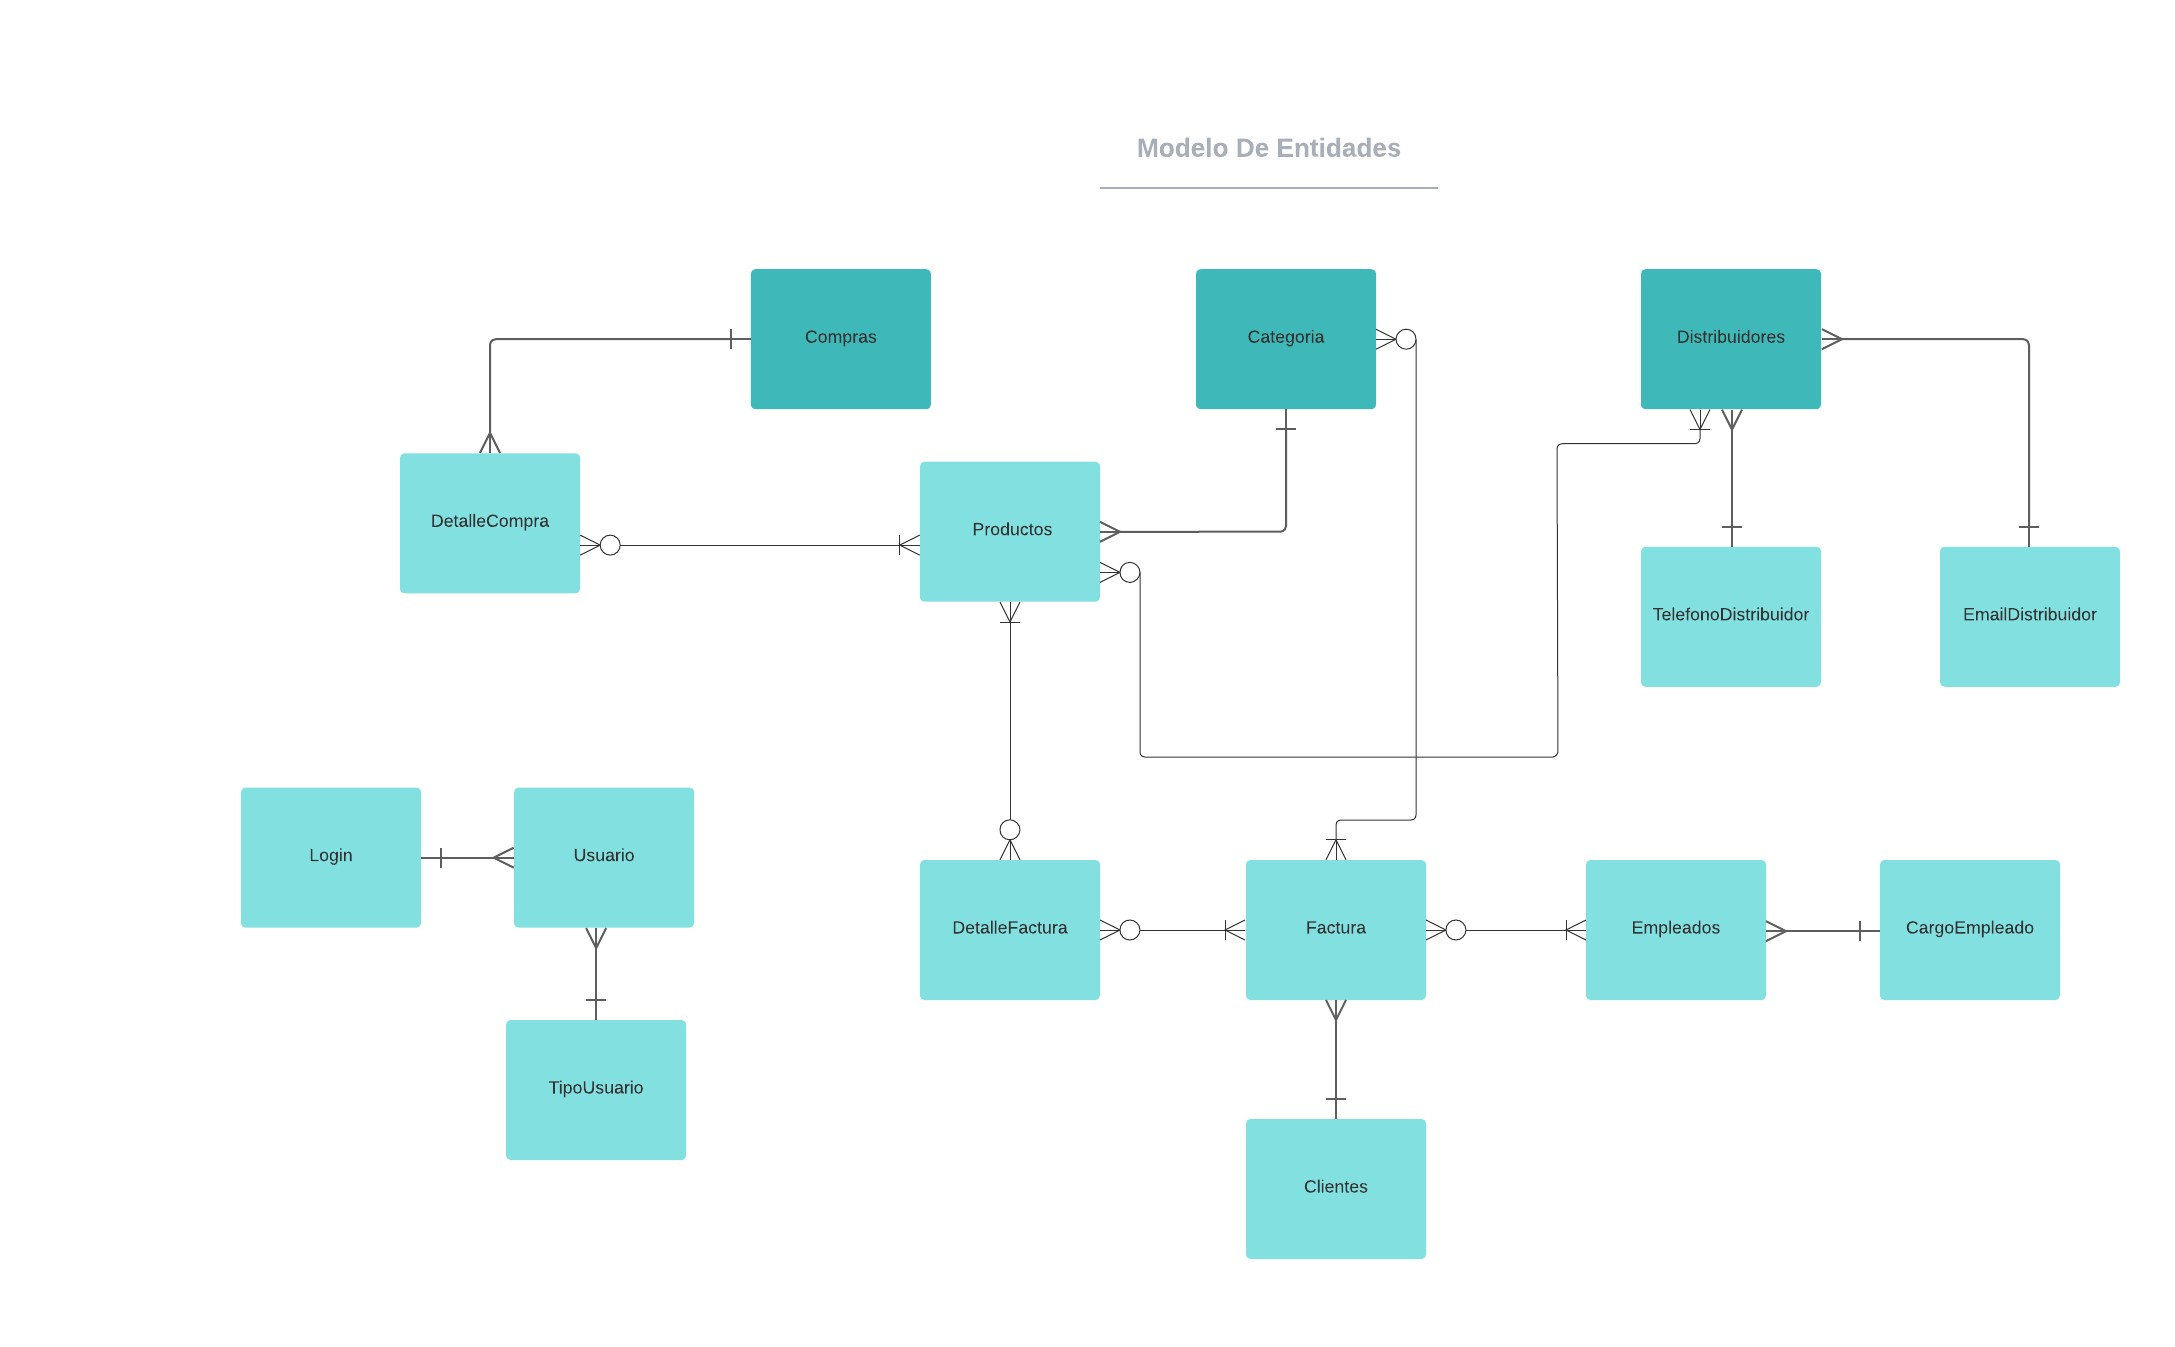 Modelo De Entidades
Compras
Categoria
Distribuidores
DetalleCompra
Productos
TelefonoDistribuidor
EmailDistribuidor
Login
Usuario
DetalleFactura
Factura
Empleados
CargoEmpleado
TipoUsuario
Clientes